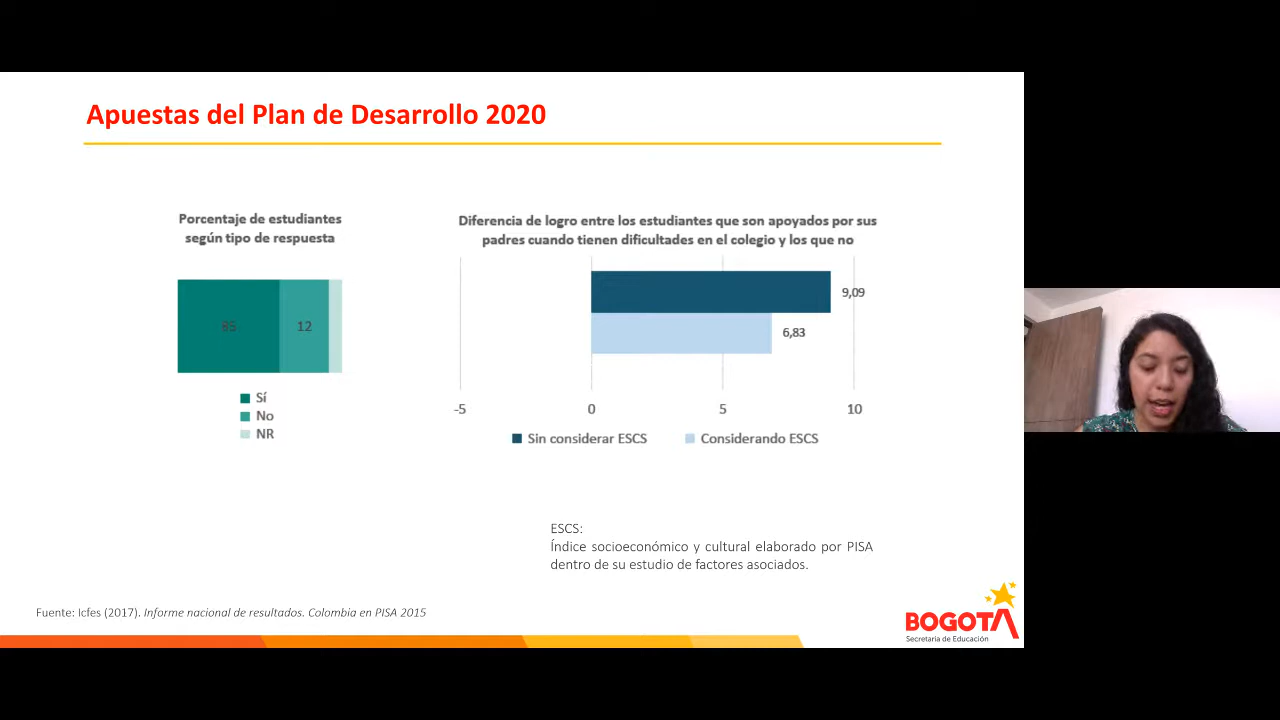 Apuestas del Plan de Desarrollo 2020
Porcentaje de estudiantes
según tipo de respuesta
85
12
Sí
No
NR
Diferencia de logro entre los estudiantes que son apoyados por sus
padres cuando tienen dificultades en el colegio y los que no
9,09
6,83
-5
0
5
10
Sin considerar ESCS
Considerando ESCS
ESCS:
Índice socioeconómico y cultural elaborado por PISA
dentro de su estudio de factores asociados.
Fuente: Icfes (2017). Informe nacional de resultados. Colombia en PISA 2015
BOGOTA
Secretaría de Educación